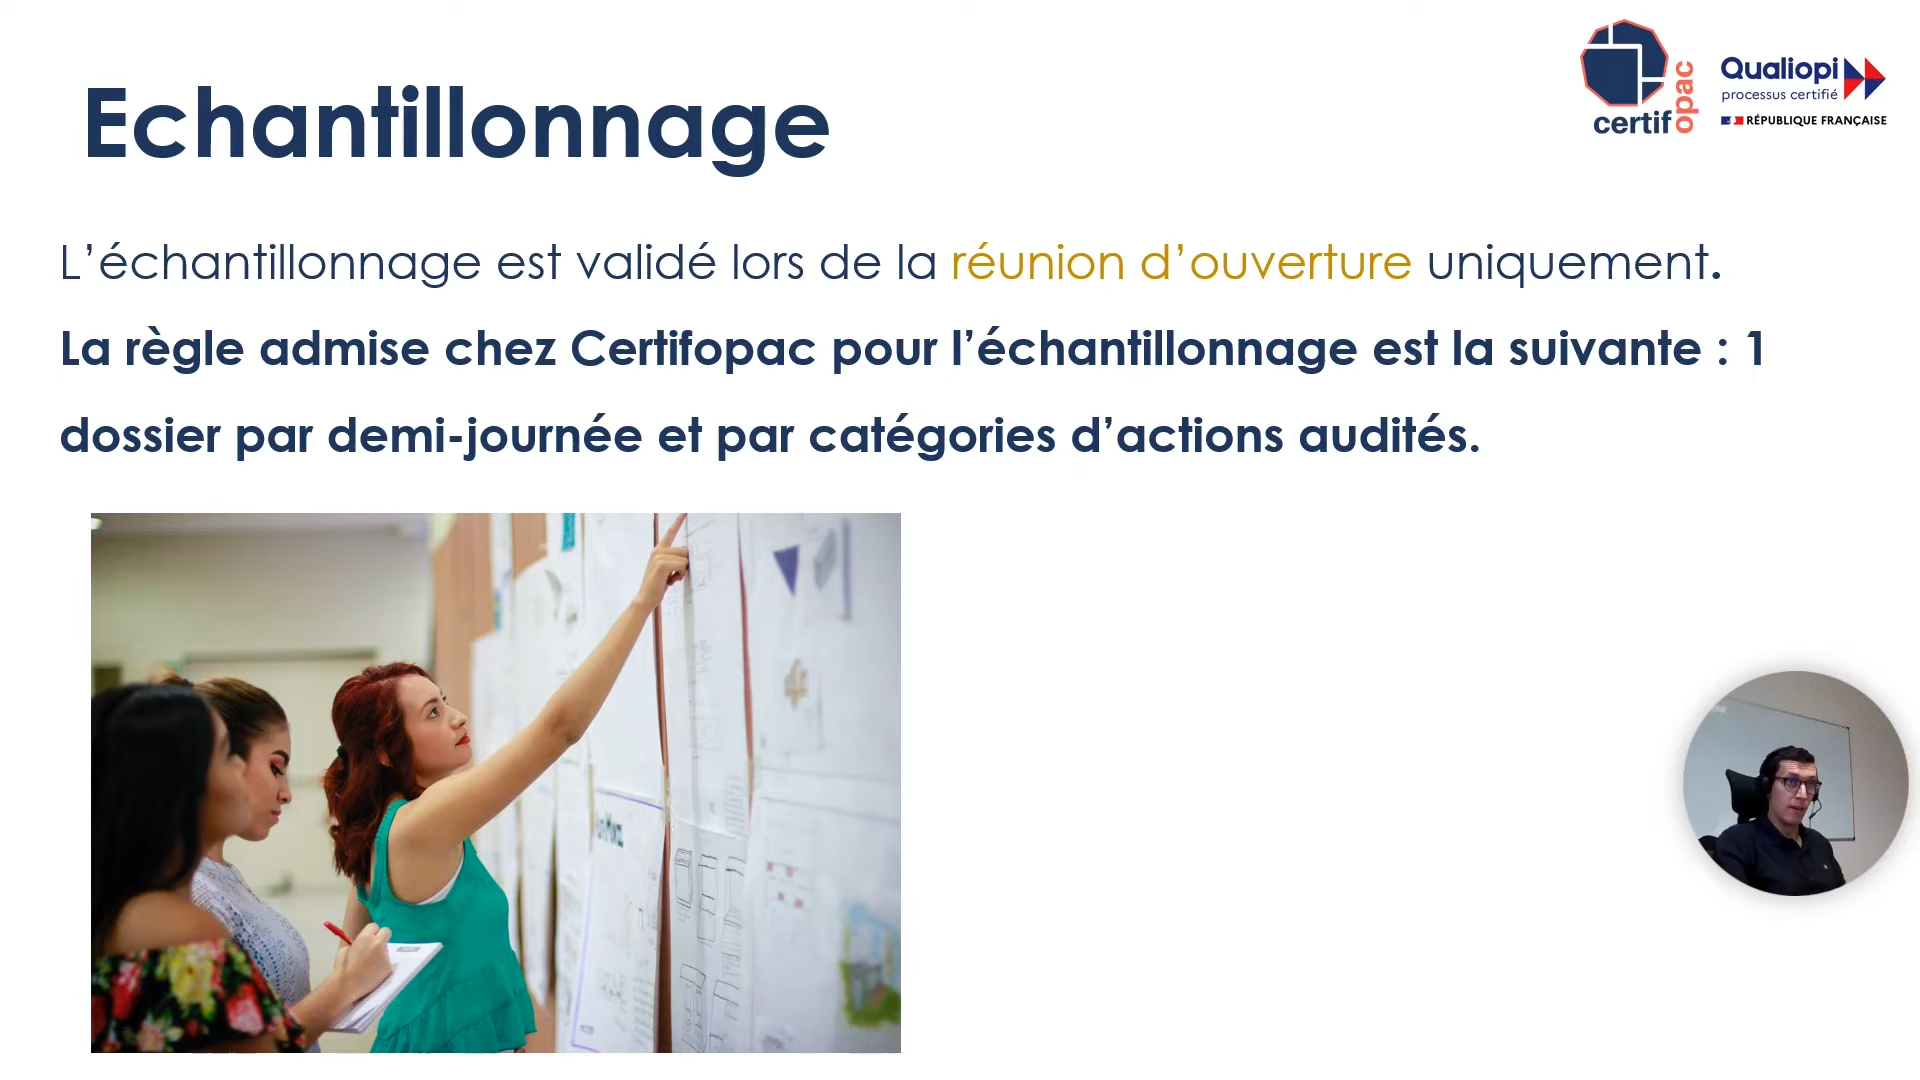 certif
opac
Qualiopi
processus certifié
RÉPUBLIQUE FRANÇAISE
Echantillonnage
L’échantillonnage est validé lors de la réunion d’ouverture uniquement.
La règle admise chez Certifopac pour l’échantillonnage est la suivante : 1
dossier par demi-journée et par catégories d’actions audités.